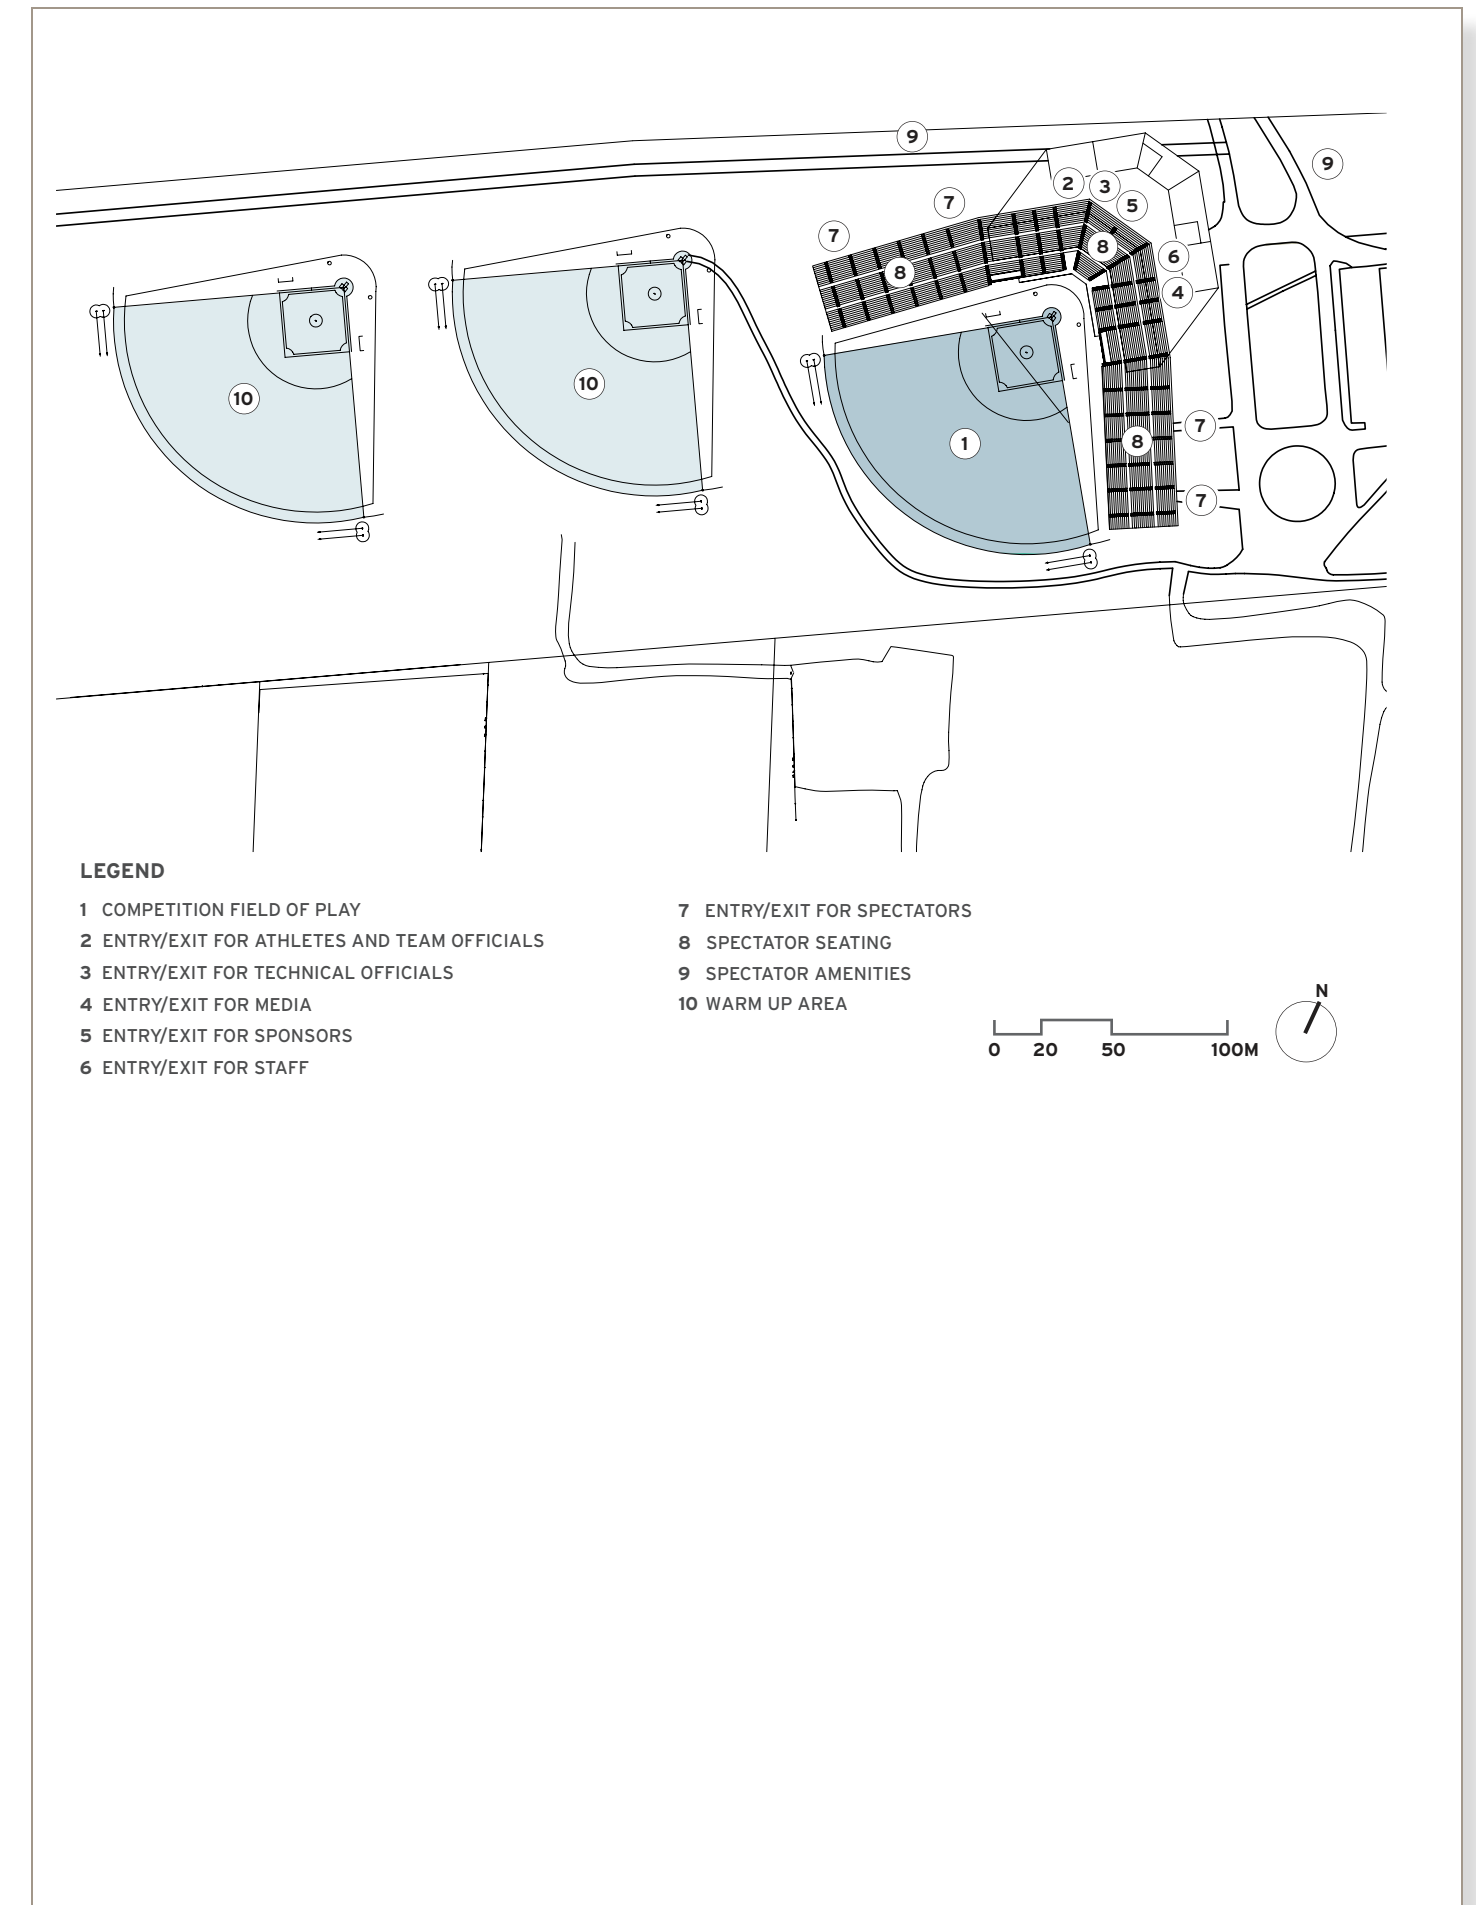 9
9
2
3
7
5
7
8
6
8
4
10
10
7
1
8
7
LEGEND
1 COMPETITION FIELD OF PLAY
2 ENTRY/EXIT FOR ATHLETES AND TEAM OFFICIALS
3 ENTRY/EXIT FOR TECHNICAL OFFICIALS
4 ENTRY/EXIT FOR MEDIA
5 ENTRY/EXIT FOR SPONSORS
6 ENTRY/EXIT FOR STAFF
7 ENTRY/EXIT FOR SPECTATORS
8 SPECTATOR SEATING
9 SPECTATOR AMENITIES
10 WARM UP AREA
N
0 20 50 100M